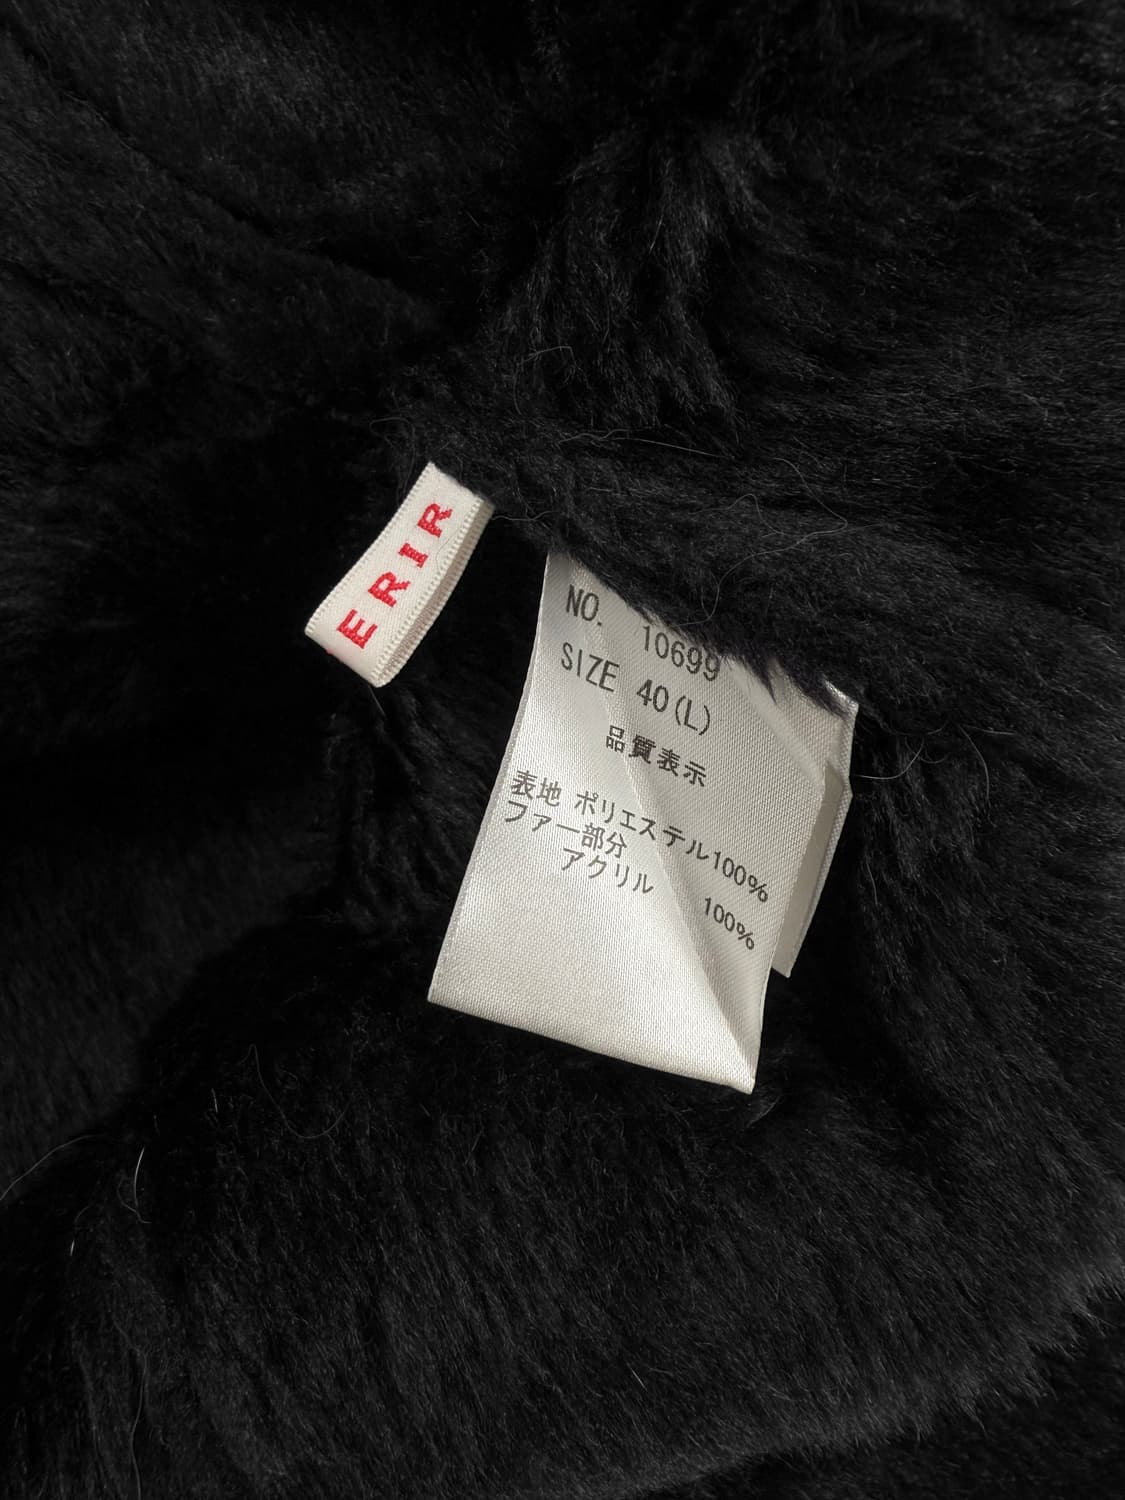 ERIR
NO. 10699
SIZE 40(L)
品質表示
表地 ポリエステル100%
ファー部分
アクリル 100%